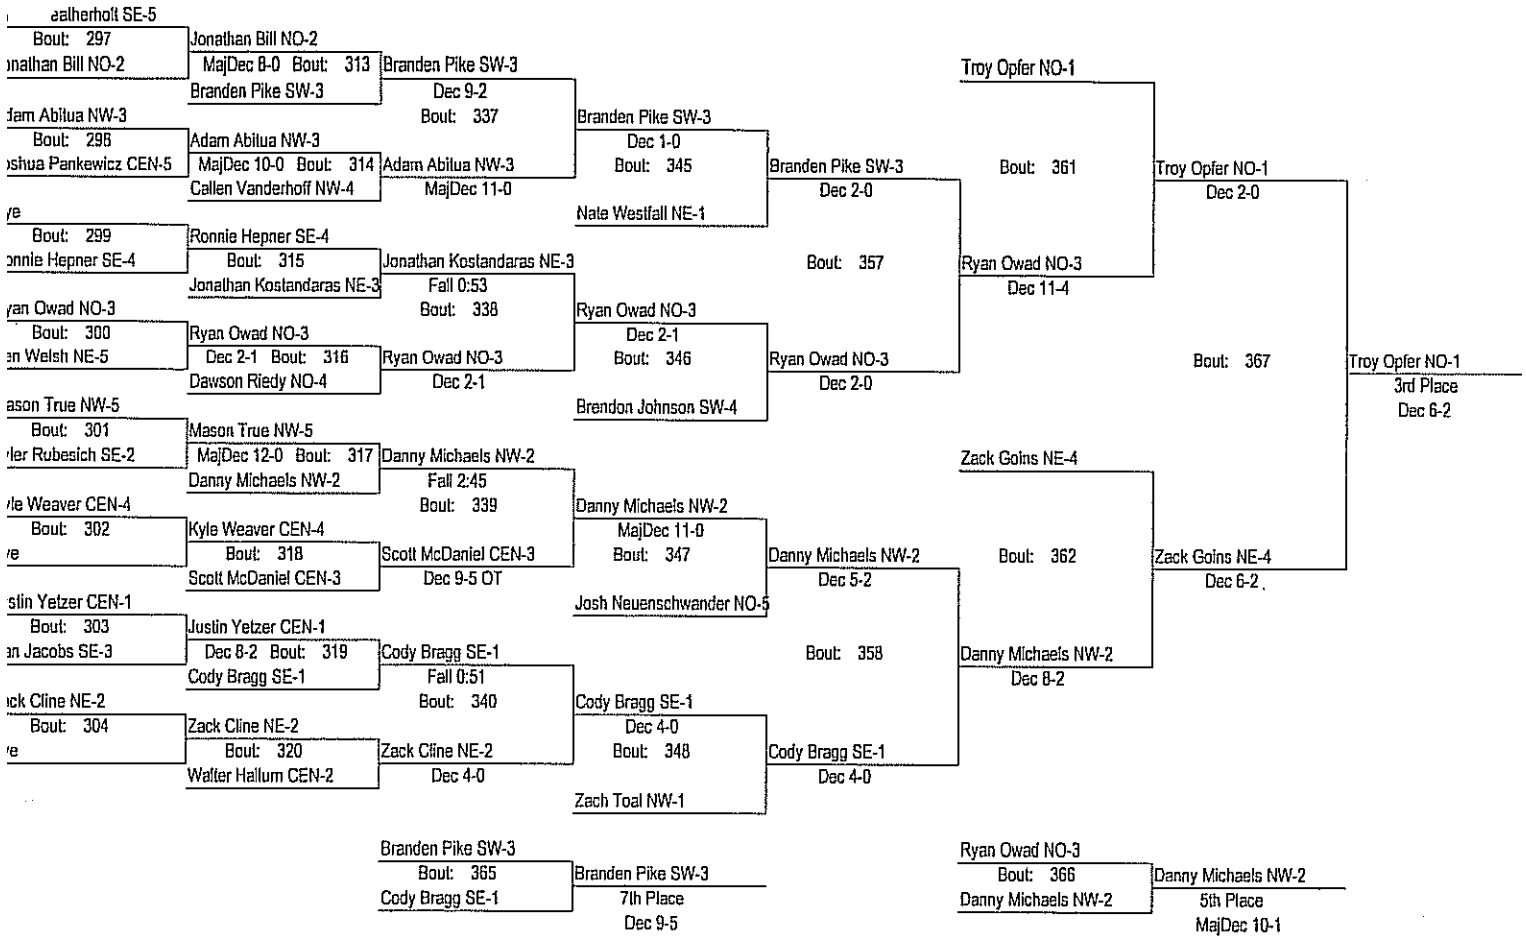 SE-5
Bout: 297
Bill NO-2
Adam Abilua NW-3
Bout: 298
Pankewicz CEN-5
Bout: 299
Hepner SE-4
Owad NO-3
Bout: 300
Welsh NE-5
True NW-5
Bout: 301
Rubesich SE-2
Weaver CEN-4
Bout: 302
Yetzer CEN-1
Bout: 303
Jacobs SE-3
Cline NE-2
Bout: 304
Jonathan Bill NO-2
MajDec 8-0 Bout: 313
Branden Pike SW-3
Adam Abilua NW-3
MajDec 10-0 Bout: 314
Callen Vanderhoff NW-4
Ronnie Hepner SE-4
Bout: 315
Jonathan Kostandaras NE-3
Ryan Owad NO-3
Dec 2-1 Bout: 316
Dawson Riedy NO-4
Mason True NW-5
MajDec 12-0 Bout: 317
Danny Michaels NW-2
Kyle Weaver CEN-4
Bout: 318
Scott McDaniel CEN-3
Justin Yetzer CEN-1
Dec 8-2 Bout: 319
Cody Bragg SE-1
Zack Cline NE-2
Bout: 320
Walter Hallum CEN-2
Branden Pike SW-3
Dec 9-2
Bout: 337
Adam Abilua NW-3
MajDec 11-0
Jonathan Kostandaras NE-3
Fall 0:53
Bout: 338
Ryan Owad NO-3
Dec 2-1
Danny Michaels NW-2
Fall 2:45
Bout: 339
Scott McDaniel CEN-3
Dec 9-5 OT
Cody Bragg SE-1
Fall 0:51
Bout: 340
Zack Cline NE-2
Dec 4-0
Branden Pike SW-3
Dec 1-0
Bout: 345
Nate Westfall NE-1
Ryan Owad NO-3
Dec 2-1
Bout: 346
Brendon Johnson SW-4
Danny Michaels NW-2
MajDec 11-0
Bout: 347
Josh Neuenschwander NO-5
Cody Bragg SE-1
Dec 4-0
Bout: 348
Zach Toal NW-1
Branden Pike SW-3
Dec 2-0
Bout: 357
Ryan Owad NO-3
Dec 2-0
Danny Michaels NW-2
Dec 5-2
Bout: 358
Cody Bragg SE-1
Dec 4-0
Troy Opfer NO-1
Bout: 361
Ryan Owad NO-3
Dec 11-4
Zack Goins NE-4
Bout: 362
Danny Michaels NW-2
Dec 8-2
Troy Opfer NO-1
Dec 2-0
Bout: 367
Zack Goins NE-4
Dec 6-2
Troy Opfer NO-1
3rd Place
Dec 6-2
Branden Pike SW-3
Bout: 365
Cody Bragg SE-1
Branden Pike SW-3
7th Place
Dec 9-5
Ryan Owad NO-3
Bout: 366
Danny Michaels NW-2
Danny Michaels NW-2
5th Place
MajDec 10-1